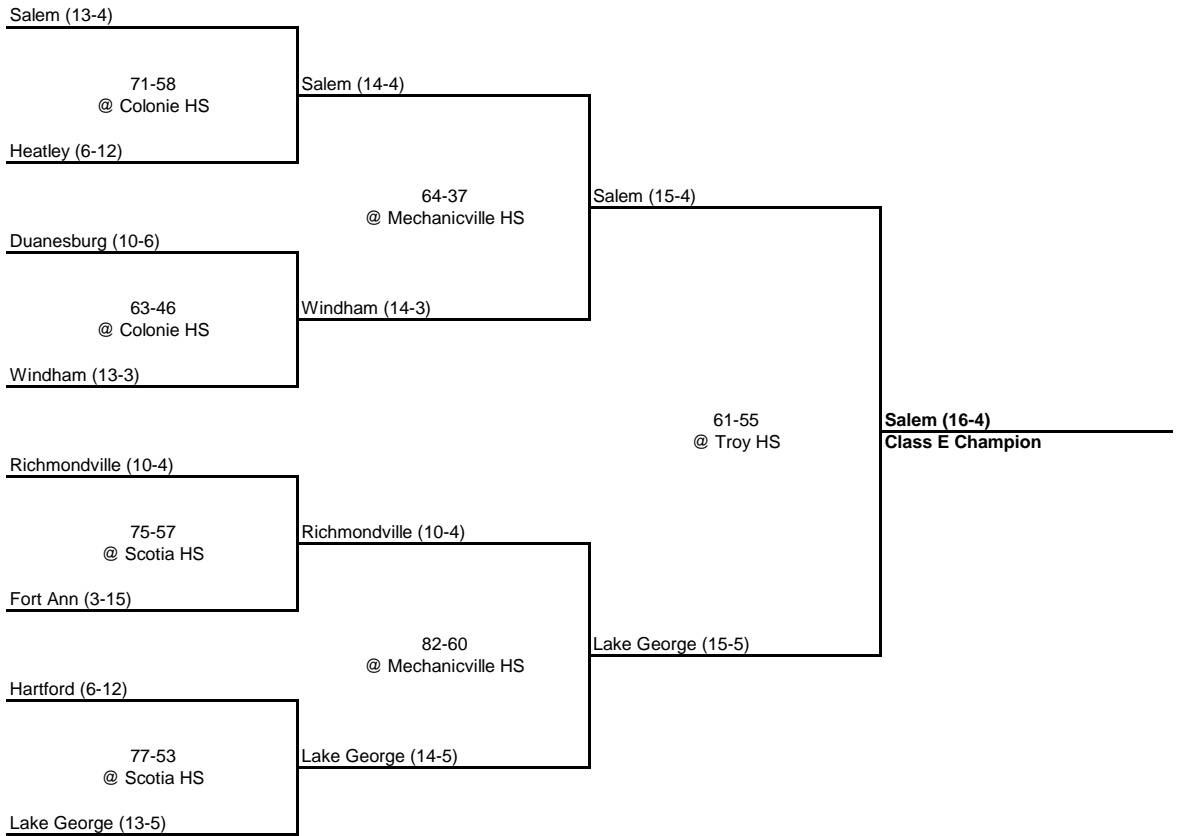 Salem (13-4)
71-58
@ Colonie HS
Salem (14-4)
Heatley (6-12)
64-37
@ Mechanicville HS
Salem (15-4)
Duanesburg (10-6)
63-46
@ Colonie HS
Windham (14-3)
Windham (13-3)
61-55
@ Troy HS
Salem (16-4)
Class E Champion
Richmondville (10-4)
75-57
@ Scotia HS
Richmondville (10-4)
Fort Ann (3-15)
82-60
@ Mechanicville HS
Lake George (15-5)
Hartford (6-12)
77-53
@ Scotia HS
Lake George (14-5)
Lake George (13-5)